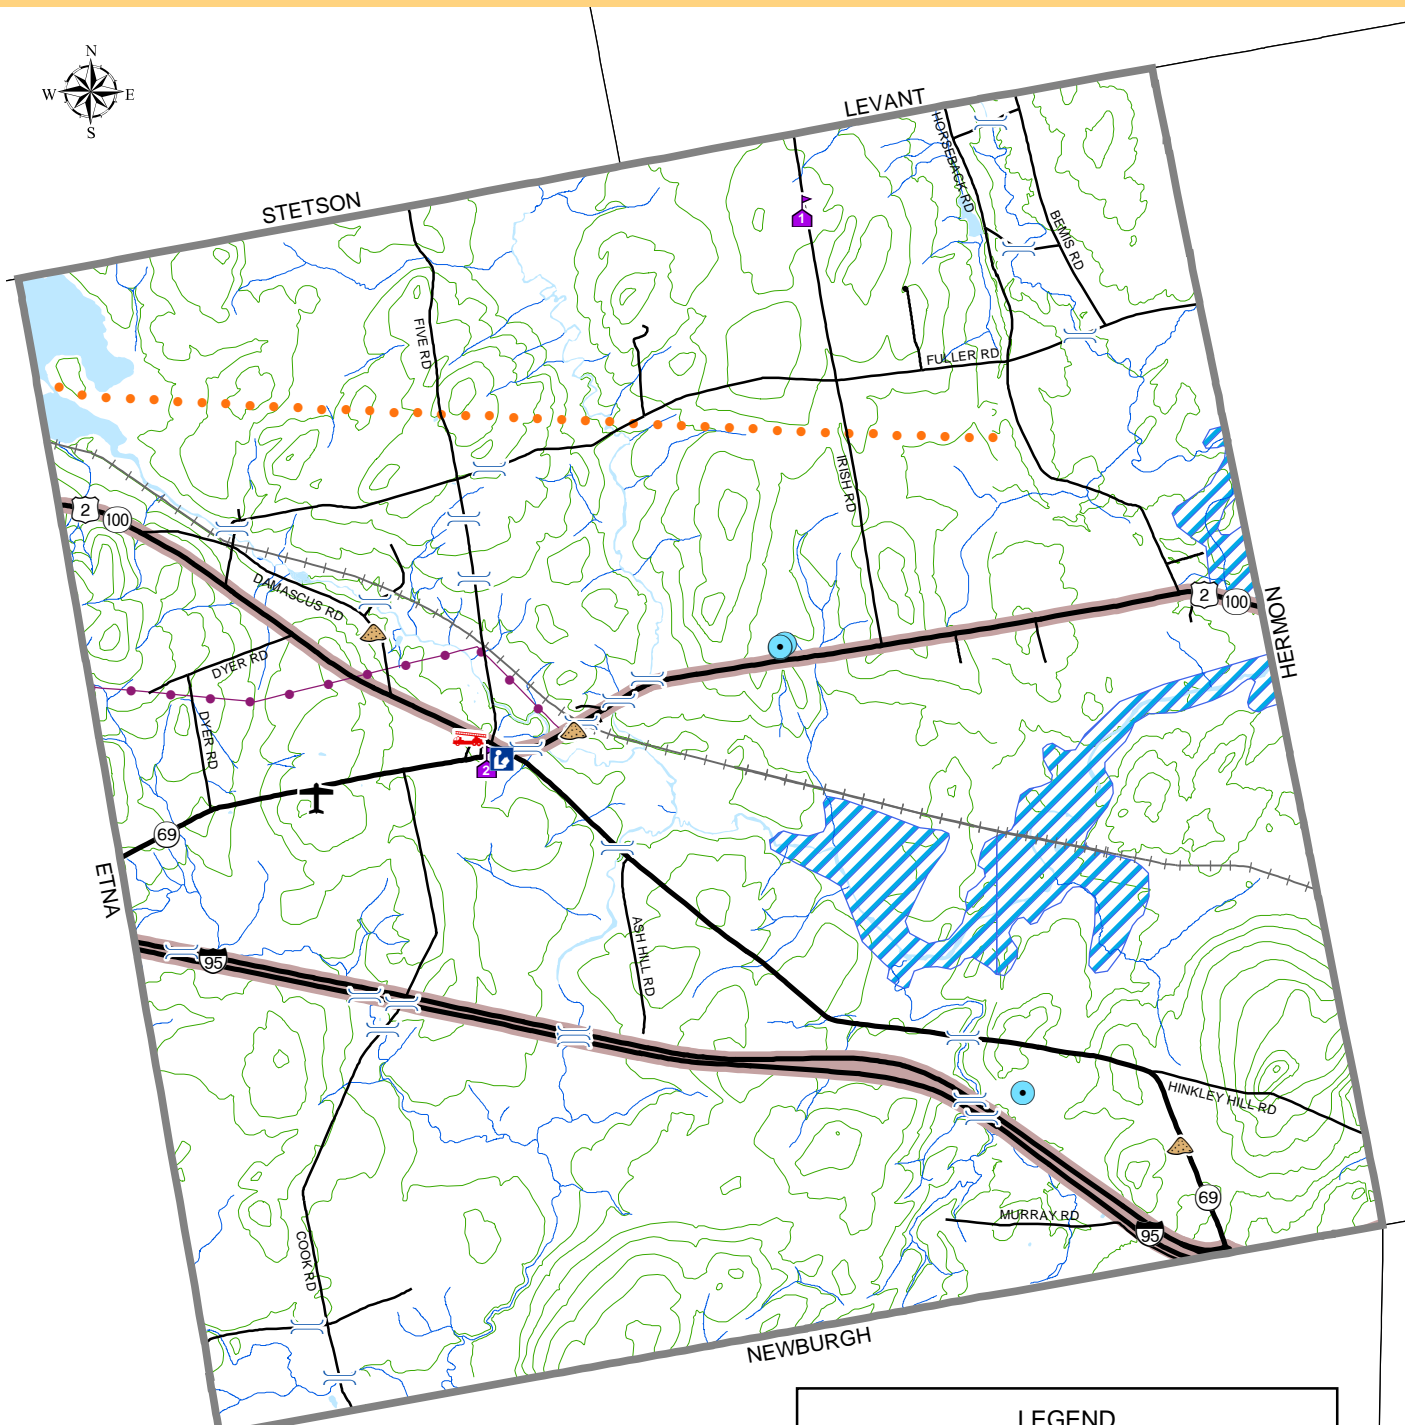 N
W E
S
LEVANT
STETSON
HORSEBACK RD
1
BEMIS RD
FIVE RD
FULLER RD
IRISH RD
2
100
DAMASCUS RD
2
100
HERMON
DYER RD
DYER RD
2
69
ETNA
ASH HILL RD
95
HINKLEY HILL RD
69
MURRAY RD
95
COOK RD
NEWBURGH
LEGEND